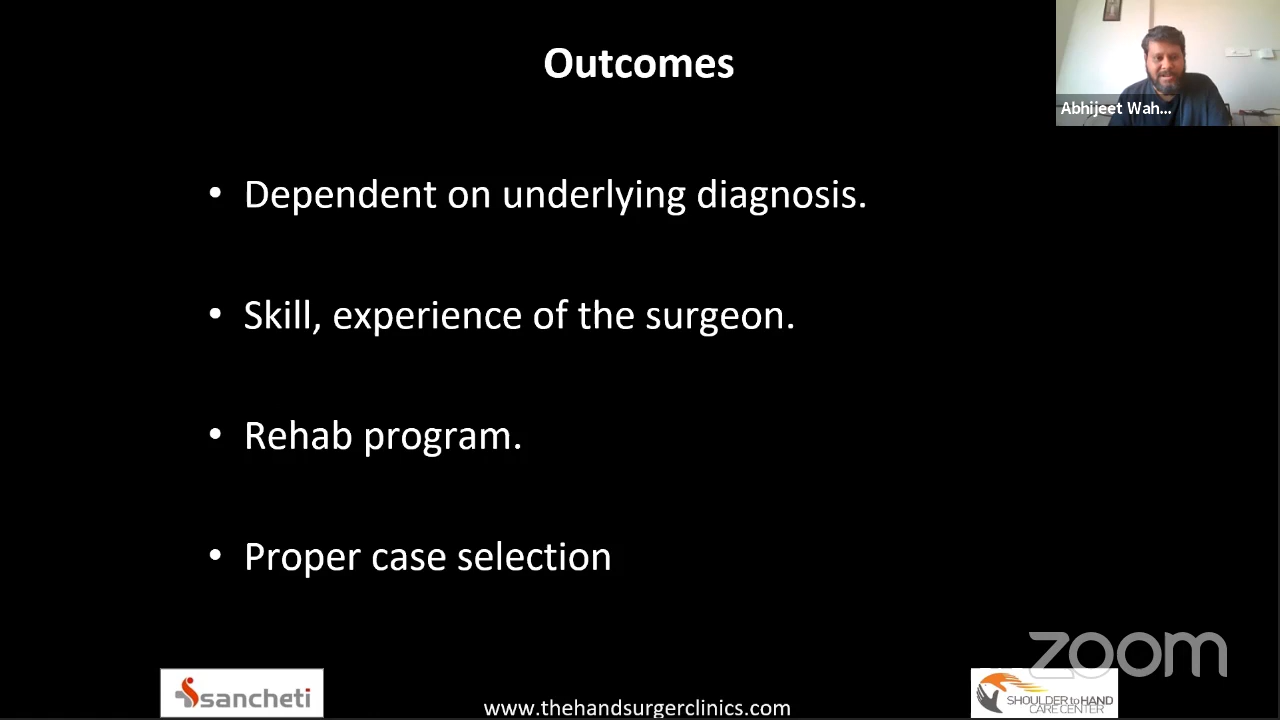 Outcomes
Abhijeet Wah...
• Dependent on underlying diagnosis.
• Skill, experience of the surgeon.
• Rehab program.
• Proper case selection
zoom
sancheti
www.thehandsurgerclinics.com
SHOULDER to HAND
CARE CENTER